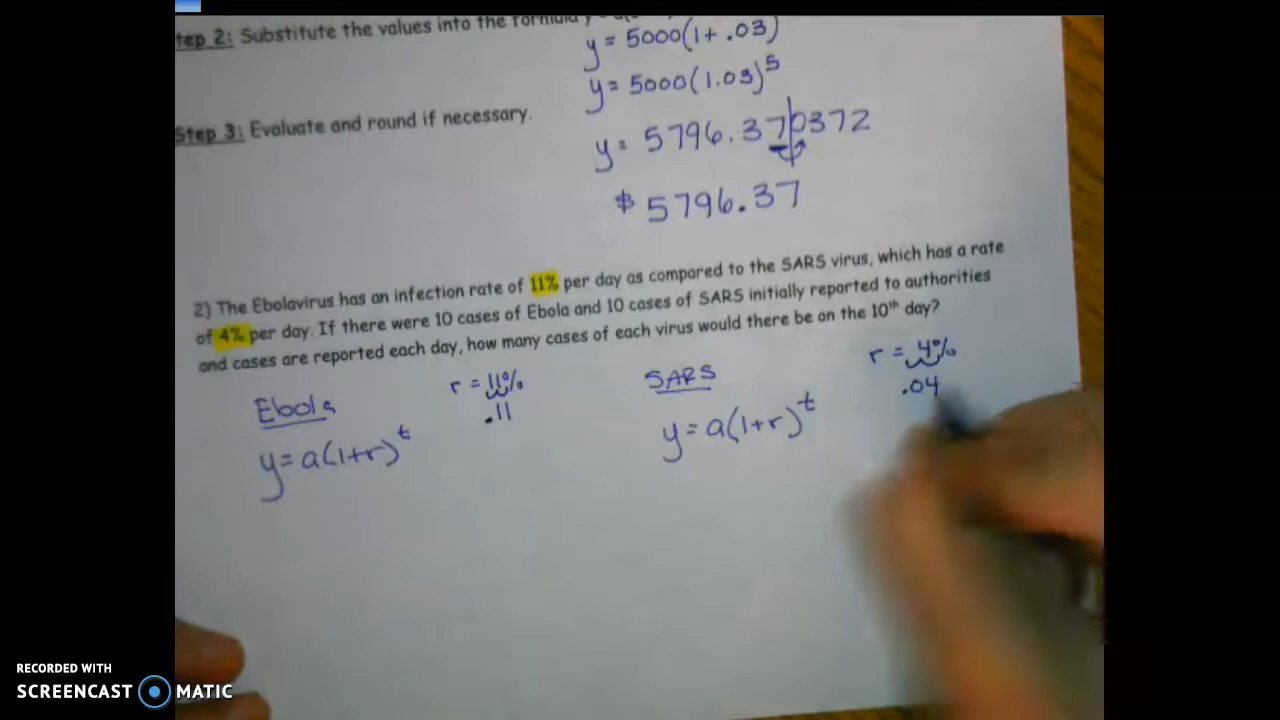 tep 2: Substitute the values into the formula y
y = 5000(1+ .03)
y = 5000(1.03)^5
Step 3: Evaluate and round if necessary.
y = 5796.370372
$ 5796.37
2) The Ebolavirus has an infection rate of 11% per day as compared to the SARS virus, which has a rate
of 4% per day. If there were 10 cases of Ebola and 10 cases of SARS initially reported to authorities
and cases are reported each day, how many cases of each virus would there be on the 10th day?
Ebola r = 11% SARS r = 4%
.11 .04
y = a(1+r)^t y = a(1+r)^t
RECORDED WITH
SCREENCAST MATIC